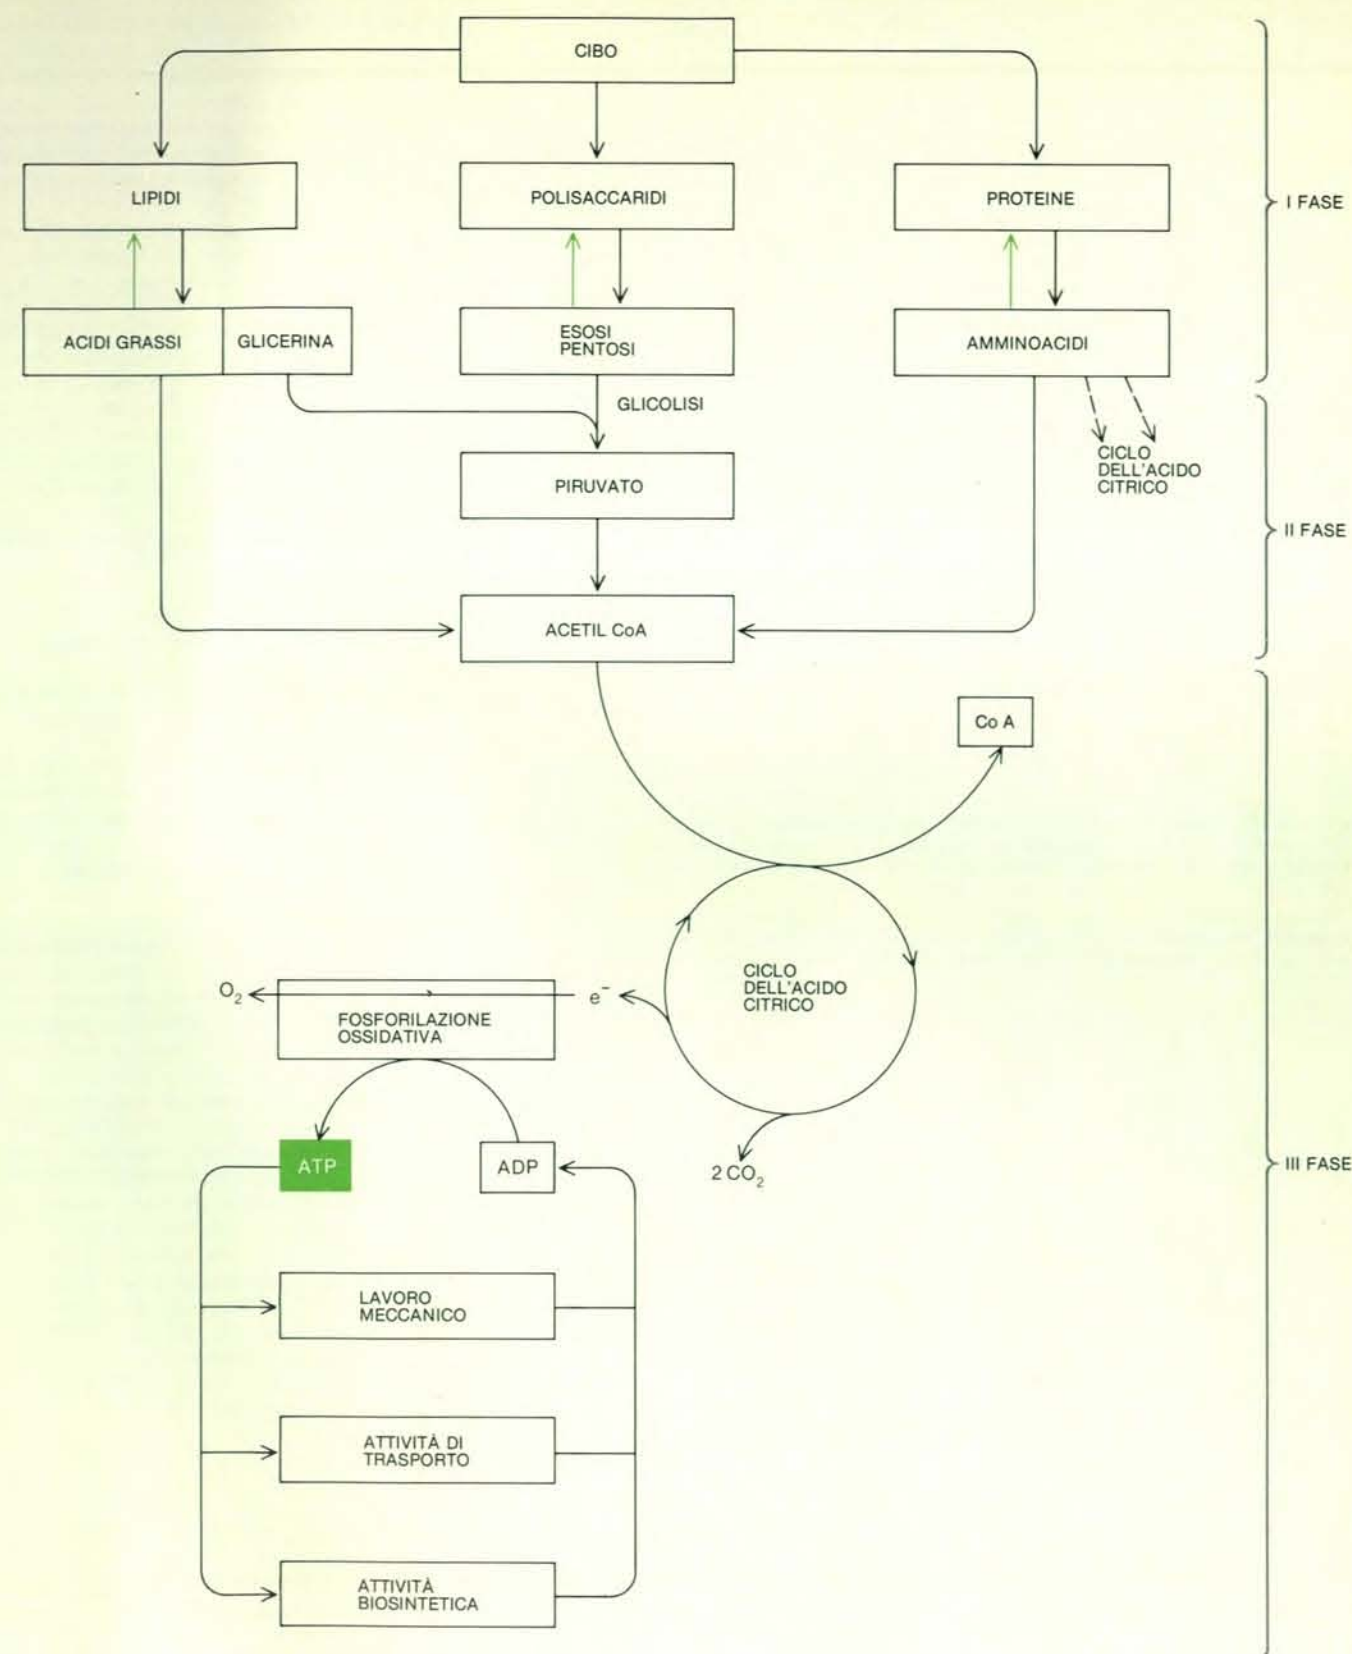 CIBO
LIPIDI
POLISACCARIDI
PROTEINE
I FASE
ACIDI GRASSI
GLICERINA
ESOSI
PENTOSI
AMMINOACIDI
GLICOLISI
CICLO
DELL'ACIDO
CITRICO
PIRUVATO
II FASE
ACETIL CoA
Co A
CICLO
DELL'ACIDO
CITRICO
O₂
e⁻
FOSFORILAZIONE
OSSIDATIVA
ATP
ADP
2 CO₂
III FASE
LAVORO
MECCANICO
ATTIVITÀ DI
TRASPORTO
ATTIVITÀ
BIOSINTETICA